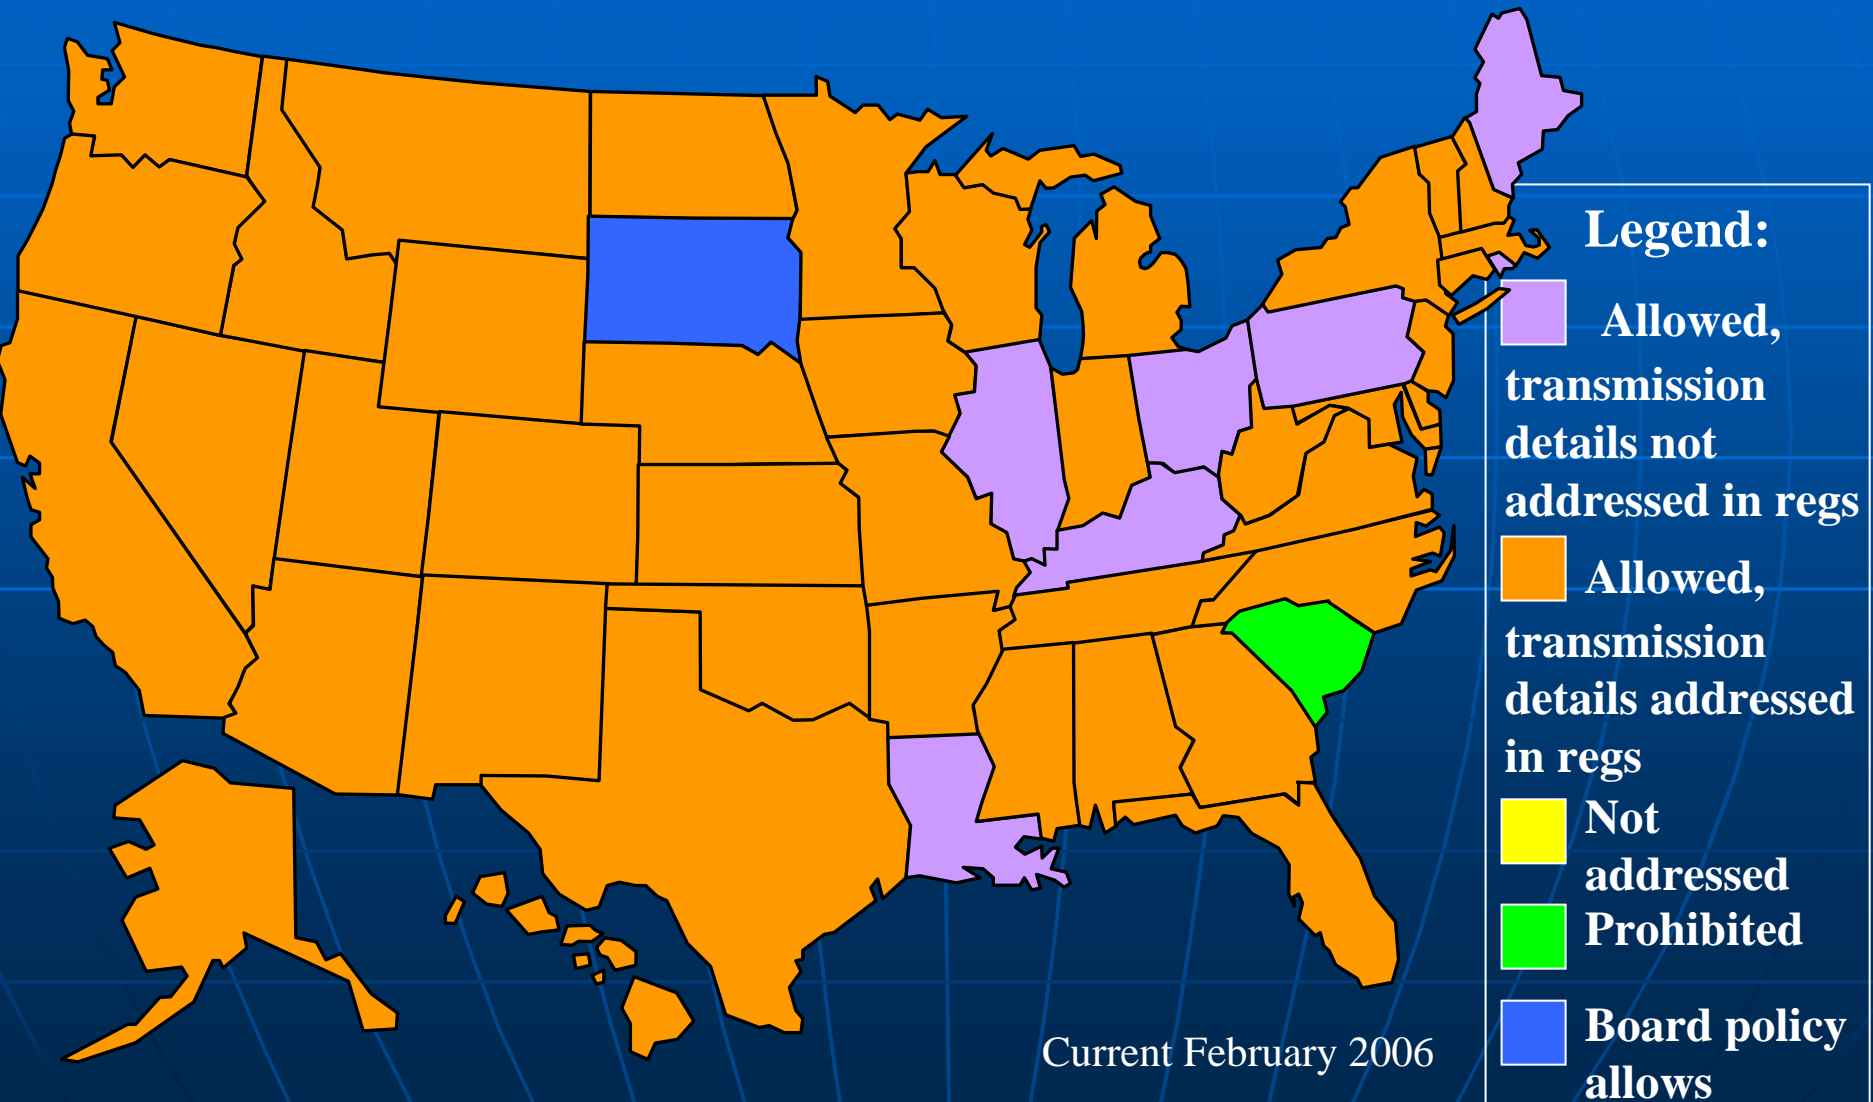 Legend:
Allowed,
transmission
details not
addressed in regs
Allowed,
transmission
details addressed
in regs
Not
addressed
Prohibited
Board policy
allows
Current February 2006